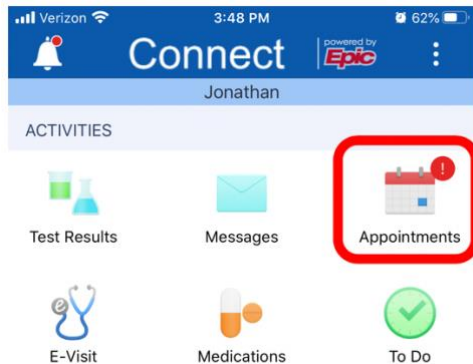 Verizon 3:48 PM 62%
Connect powered by Epic
Jonathan
ACTIVITIES
!
Test Results Messages Appointments
e
E-Visit Medications To Do